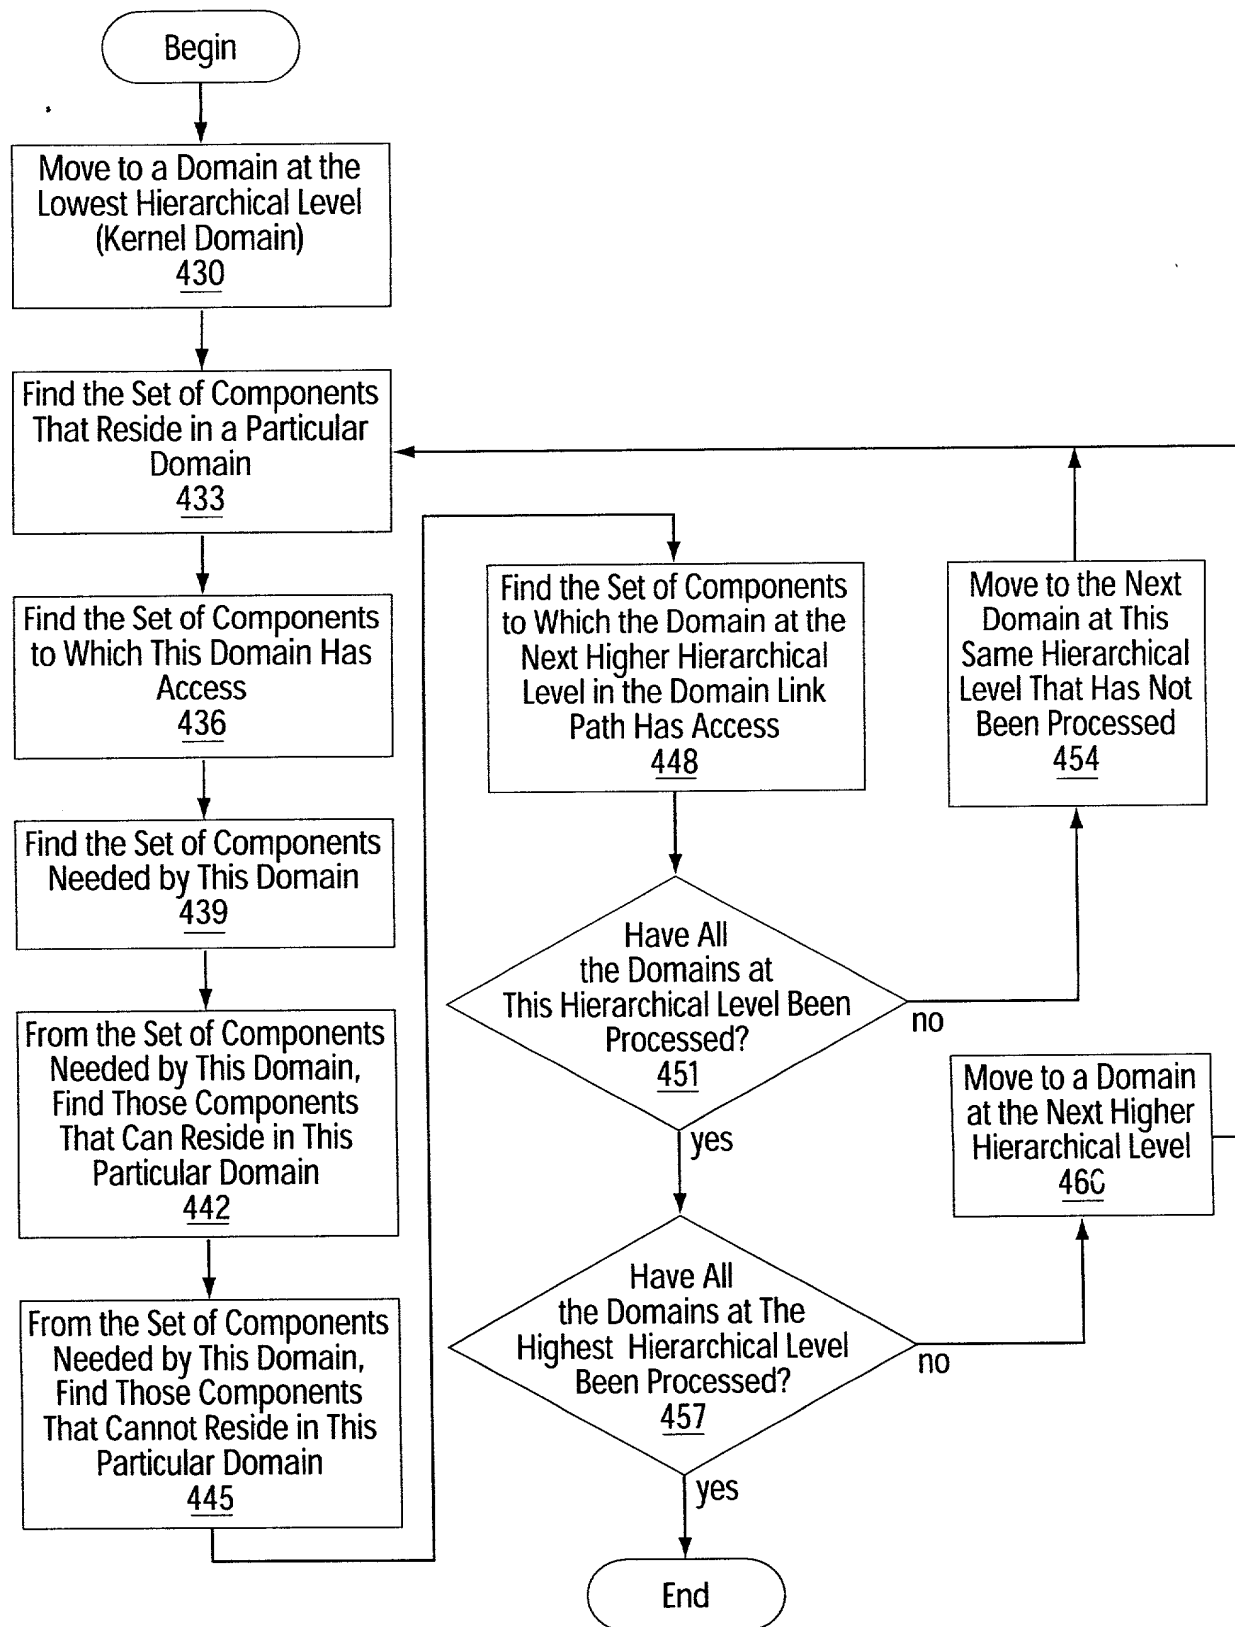 Begin
Move to a Domain at the
Lowest Hierarchical Level
(Kernel Domain)
430
Find the Set of Components
That Reside in a Particular
Domain
433
Find the Set of Components
to Which This Domain Has
Access
436
Find the Set of Components
Needed by This Domain
439
From the Set of Components
Needed by This Domain,
Find Those Components
That Can Reside in This
Particular Domain
442
From the Set of Components
Needed by This Domain,
Find Those Components
That Cannot Reside in This
Particular Domain
445
Find the Set of Components
to Which the Domain at the
Next Higher Hierarchical
Level in the Domain Link
Path Has Access
448
Have All
the Domains at
This Hierarchical Level Been
Processed?
451
no
yes
Move to the Next
Domain at This
Same Hierarchical
Level That Has Not
Been Processed
454
Have All
the Domains at The
Highest Hierarchical Level
Been Processed?
457
no
yes
Move to a Domain
at the Next Higher
Hierarchical Level
460
End